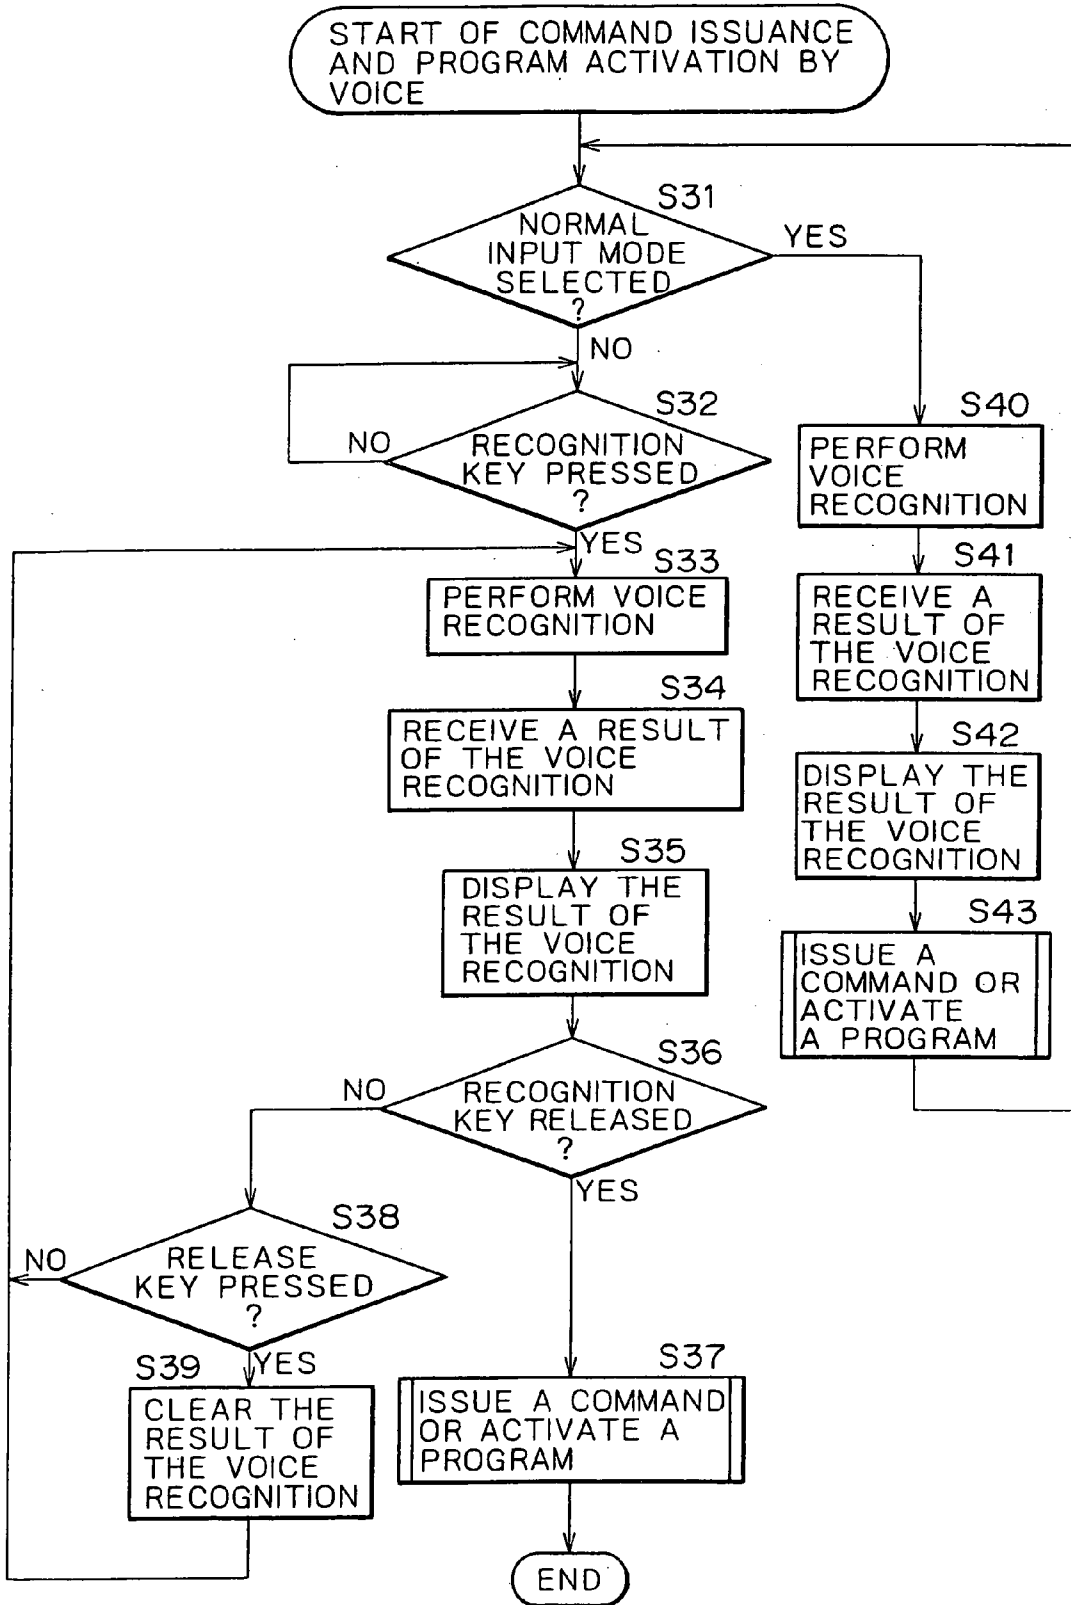 START OF COMMAND ISSUANCE
AND PROGRAM ACTIVATION BY
VOICE
S31
NORMAL
INPUT MODE
SELECTED
?
YES
NO
S32
RECOGNITION
KEY PRESSED
?
NO
YES
S33
PERFORM VOICE
RECOGNITION
S34
RECEIVE A RESULT
OF THE VOICE
RECOGNITION
S35
DISPLAY THE
RESULT OF
THE VOICE
RECOGNITION
S36
RECOGNITION
KEY RELEASED
?
NO
YES
S38
RELEASE
KEY PRESSED
?
NO
YES
S39
CLEAR THE
RESULT OF
THE VOICE
RECOGNITION
S37
ISSUE A COMMAND
OR ACTIVATE A
PROGRAM
END
S40
PERFORM
VOICE
RECOGNITION
S41
RECEIVE A
RESULT OF
THE VOICE
RECOGNITION
S42
DISPLAY THE
RESULT OF
THE VOICE
RECOGNITION
S43
ISSUE A
COMMAND OR
ACTIVATE
A PROGRAM